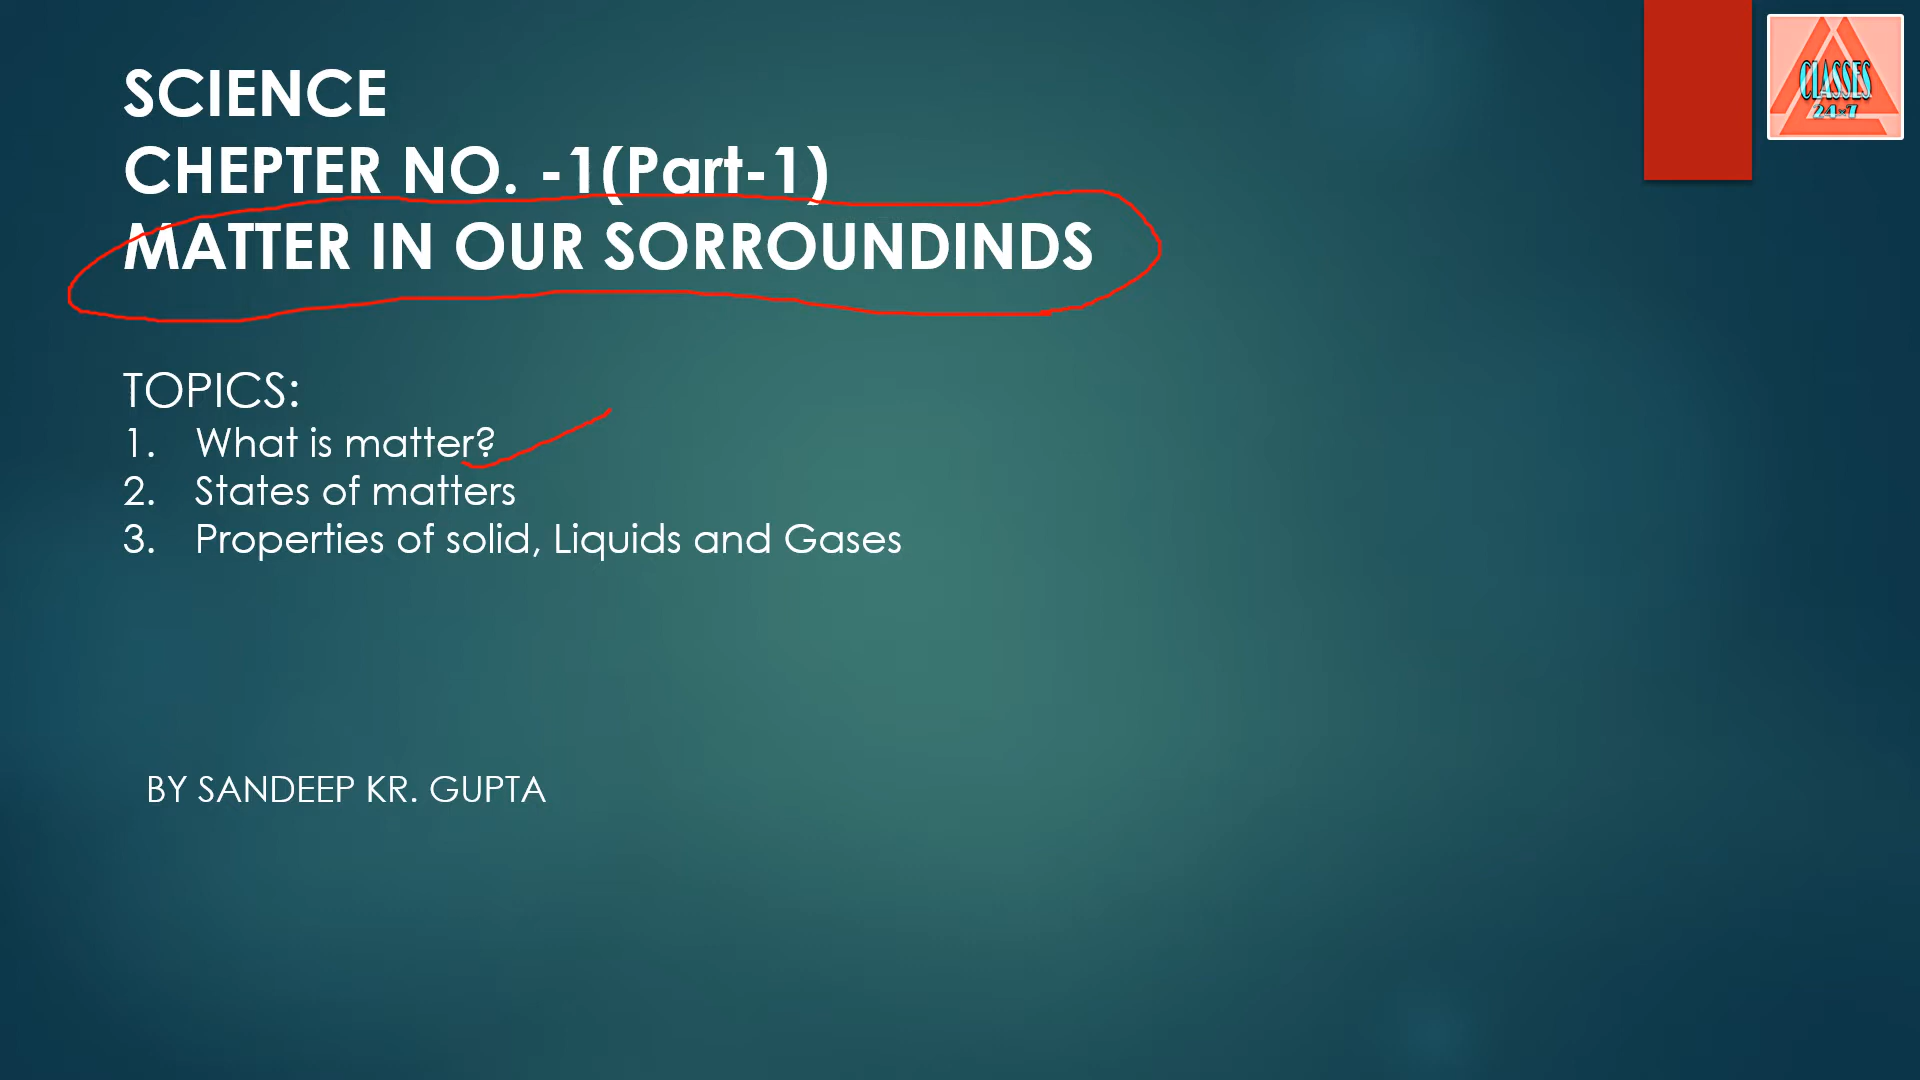 SCIENCE
CHEPTER NO. -1(Part-1)
MATTER IN OUR SORROUNDINDS
TOPICS:
1. What is matter?
2. States of matters
3. Properties of solid, Liquids and Gases
BY SANDEEP KR. GUPTA
CLASSES
24x7